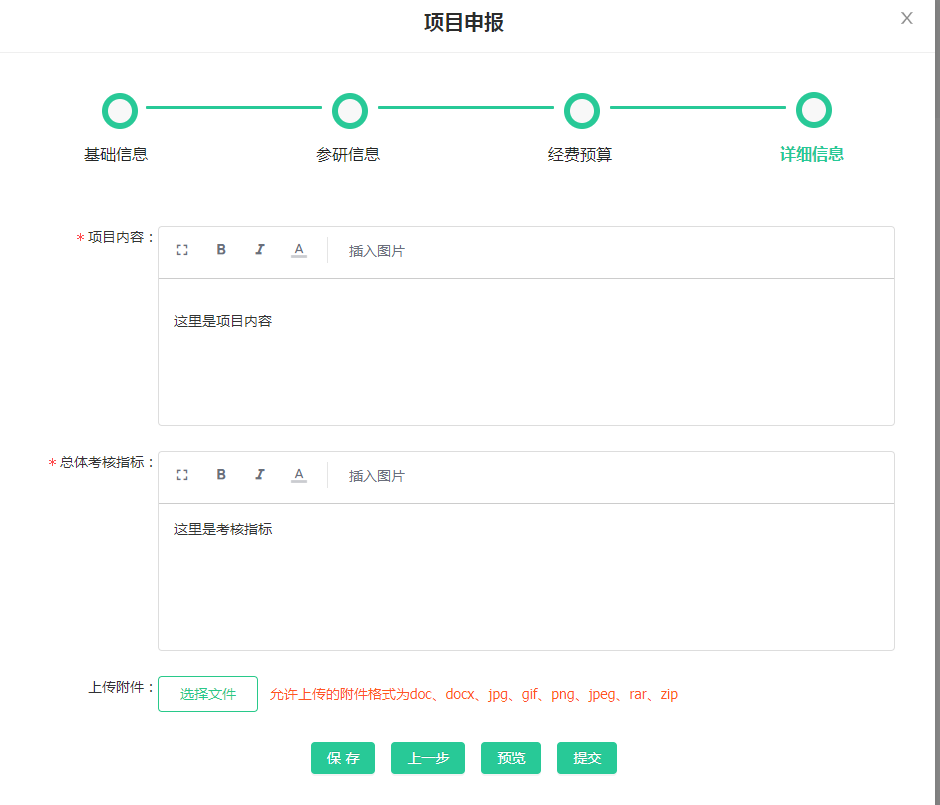 项目申报
X
基础信息 参研信息 经费预算 详细信息
*项目内容：
B I A 插入图片
这里是项目内容
*总体考核指标：
B I A 插入图片
这里是考核指标
上传附件： 选择文件 允许上传的附件格式为doc、docx、jpg、gif、png、jpeg、rar、zip
保 存 上一步 预览 提交